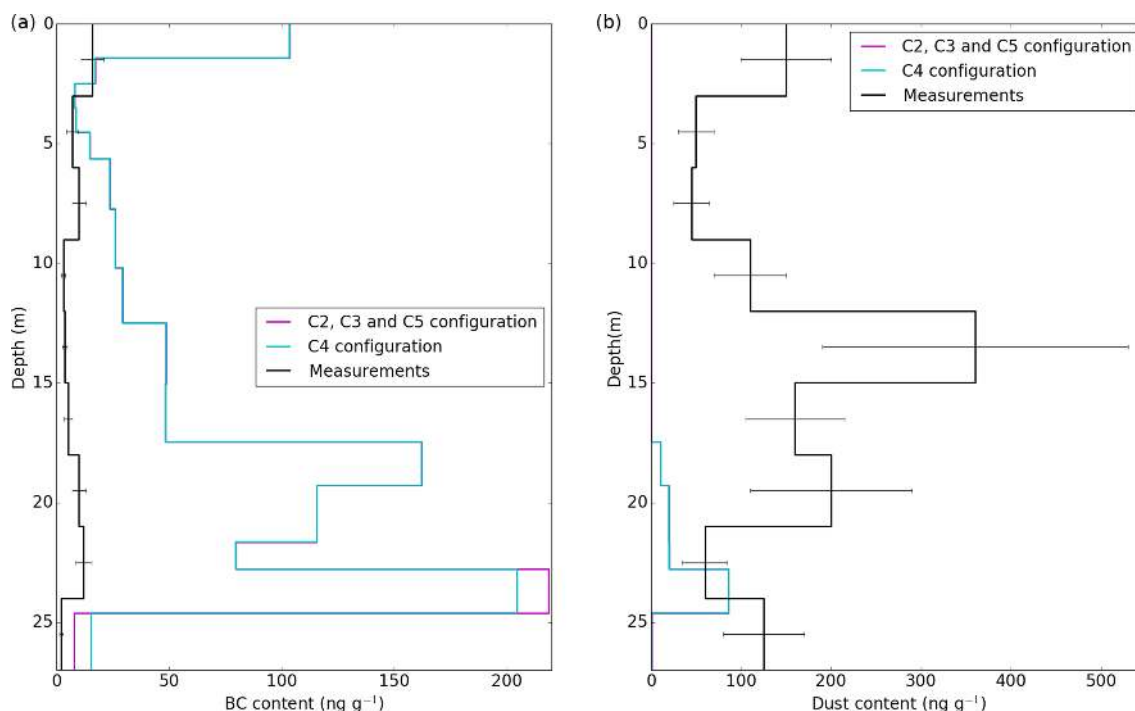 (a)
0
5
10
15
20
25
Depth (m)
C2, C3 and C5 configuration
C4 configuration
Measurements
0 50 100 150 200
BC content (ng g⁻¹)
(b)
0
5
10
15
20
25
Depth(m)
C2, C3 and C5 configuration
C4 configuration
Measurements
0 100 200 300 400 500
Dust content (ng g⁻¹)